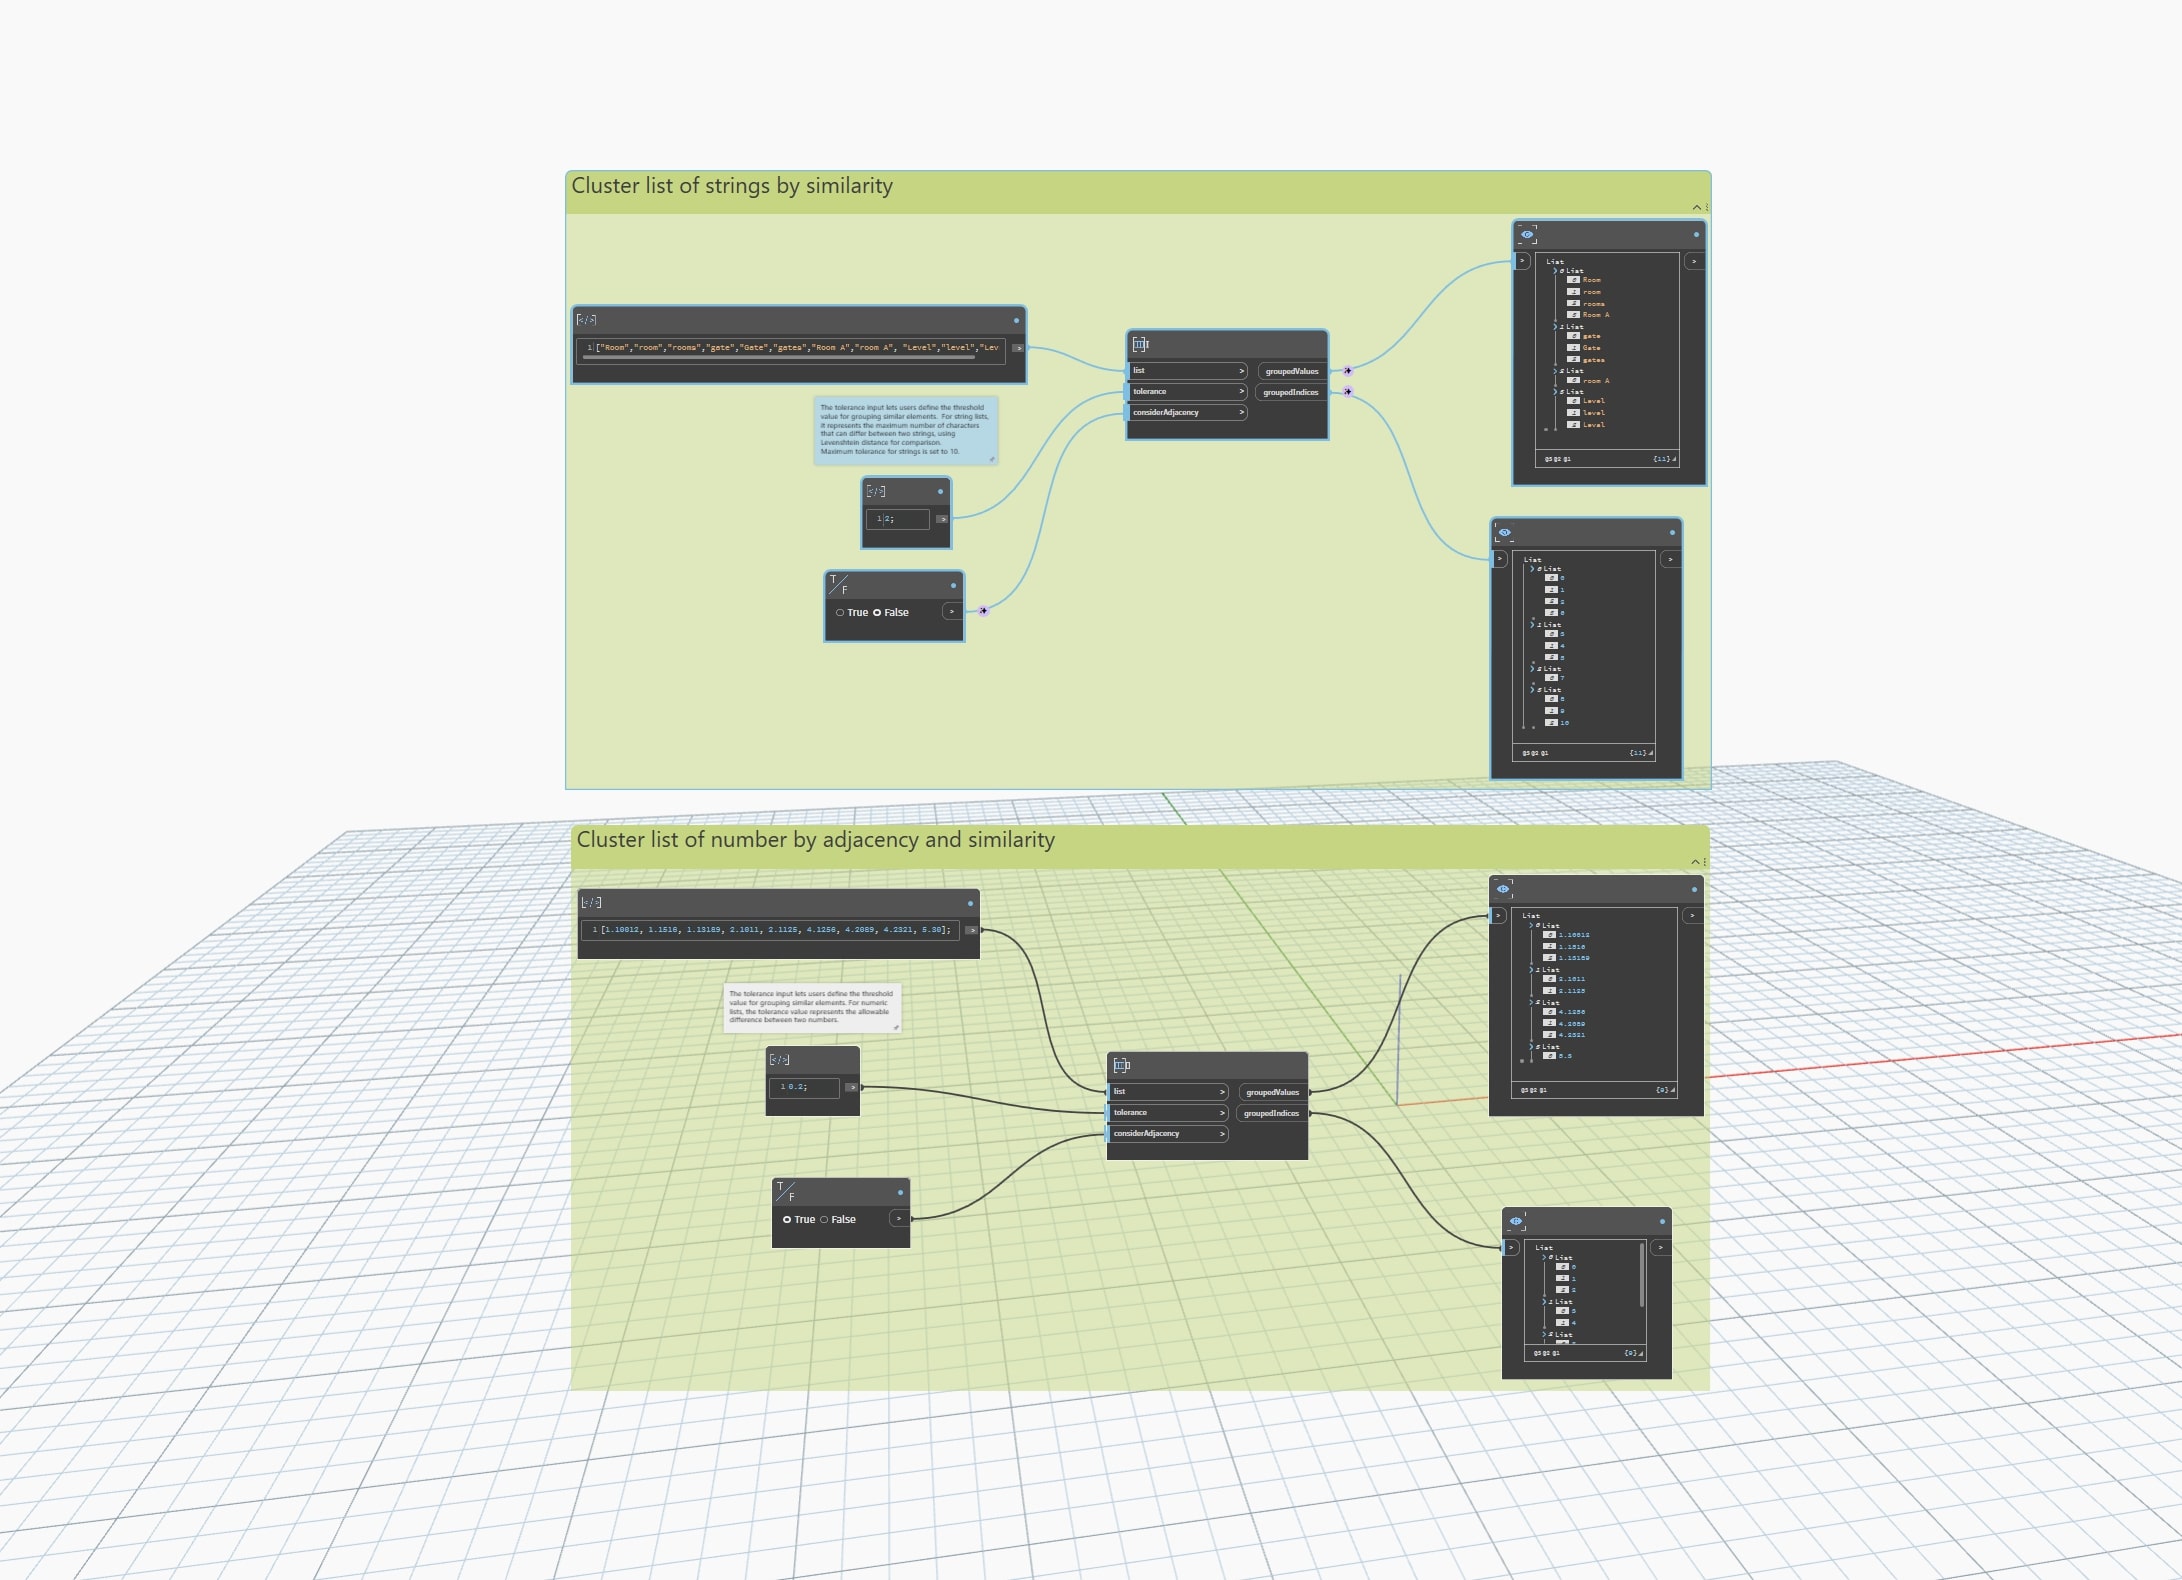 Cluster list of strings by similarity
1 ["Room","room","rooms","gate","Gate","gates","Room A","room A", "Level","level","Lev
The tolerance input lets users define the threshold
value for grouping similar elements.  For string lists,
it represents the maximum number of characters
that can differ between two strings, using
Levenshtein distance for comparison.
Maximum tolerance for strings is set to 10.
1 2;
T/F
True False
list >
tolerance >
considerAdjacency >
groupedValues
groupedIndices
List
0 List
0 Room
1 room
2 rooms
3 Room A
1 List
0 gate
1 Gate
2 gates
2 List
0 room A
3 List
0 Level
1 level
2 Level
@3 @2 @1 {11}
List
0 List
0 0
1 1
2 2
3 6
1 List
0 3
1 4
2 5
2 List
0 7
3 List
0 8
1 9
2 10
@3 @2 @1 {11}
Cluster list of number by adjacency and similarity
1 [1.10012, 1.1516, 1.13189, 2.1011, 2.1125, 4.1256, 4.2089, 4.2321, 5.30];
The tolerance input lets users define the threshold
value for grouping similar elements. For numeric
lists, the tolerance value represents the allowable
difference between two numbers.
1 0.2;
T/F
True False
list >
tolerance >
considerAdjacency >
groupedValues
groupedIndices
List
0 List
0 1.10012
1 1.1516
2 1.13189
1 List
0 2.1011
1 2.1125
2 List
0 4.1256
1 4.2089
2 4.2321
3 List
0 5.3
@3 @2 @1 {9}
List
0 List
0 0
1 1
2 2
1 List
0 3
1 4
2 List
@3 @2 @1 {9}